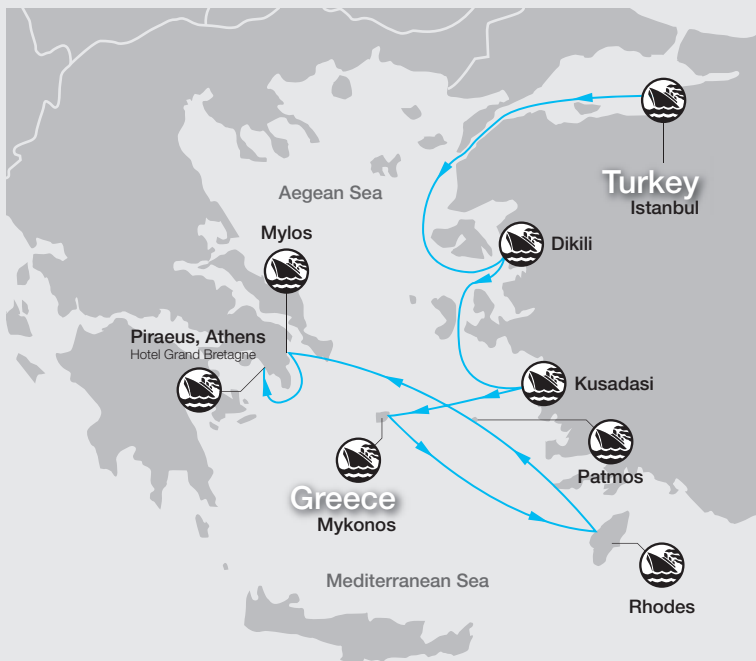 Turkey
Istanbul
Aegean Sea
Mylos
Dikili
Piraeus, Athens
Hotel Grand Bretagne
Kusadasi
Patmos
Greece
Mykonos
Mediterranean Sea
Rhodes